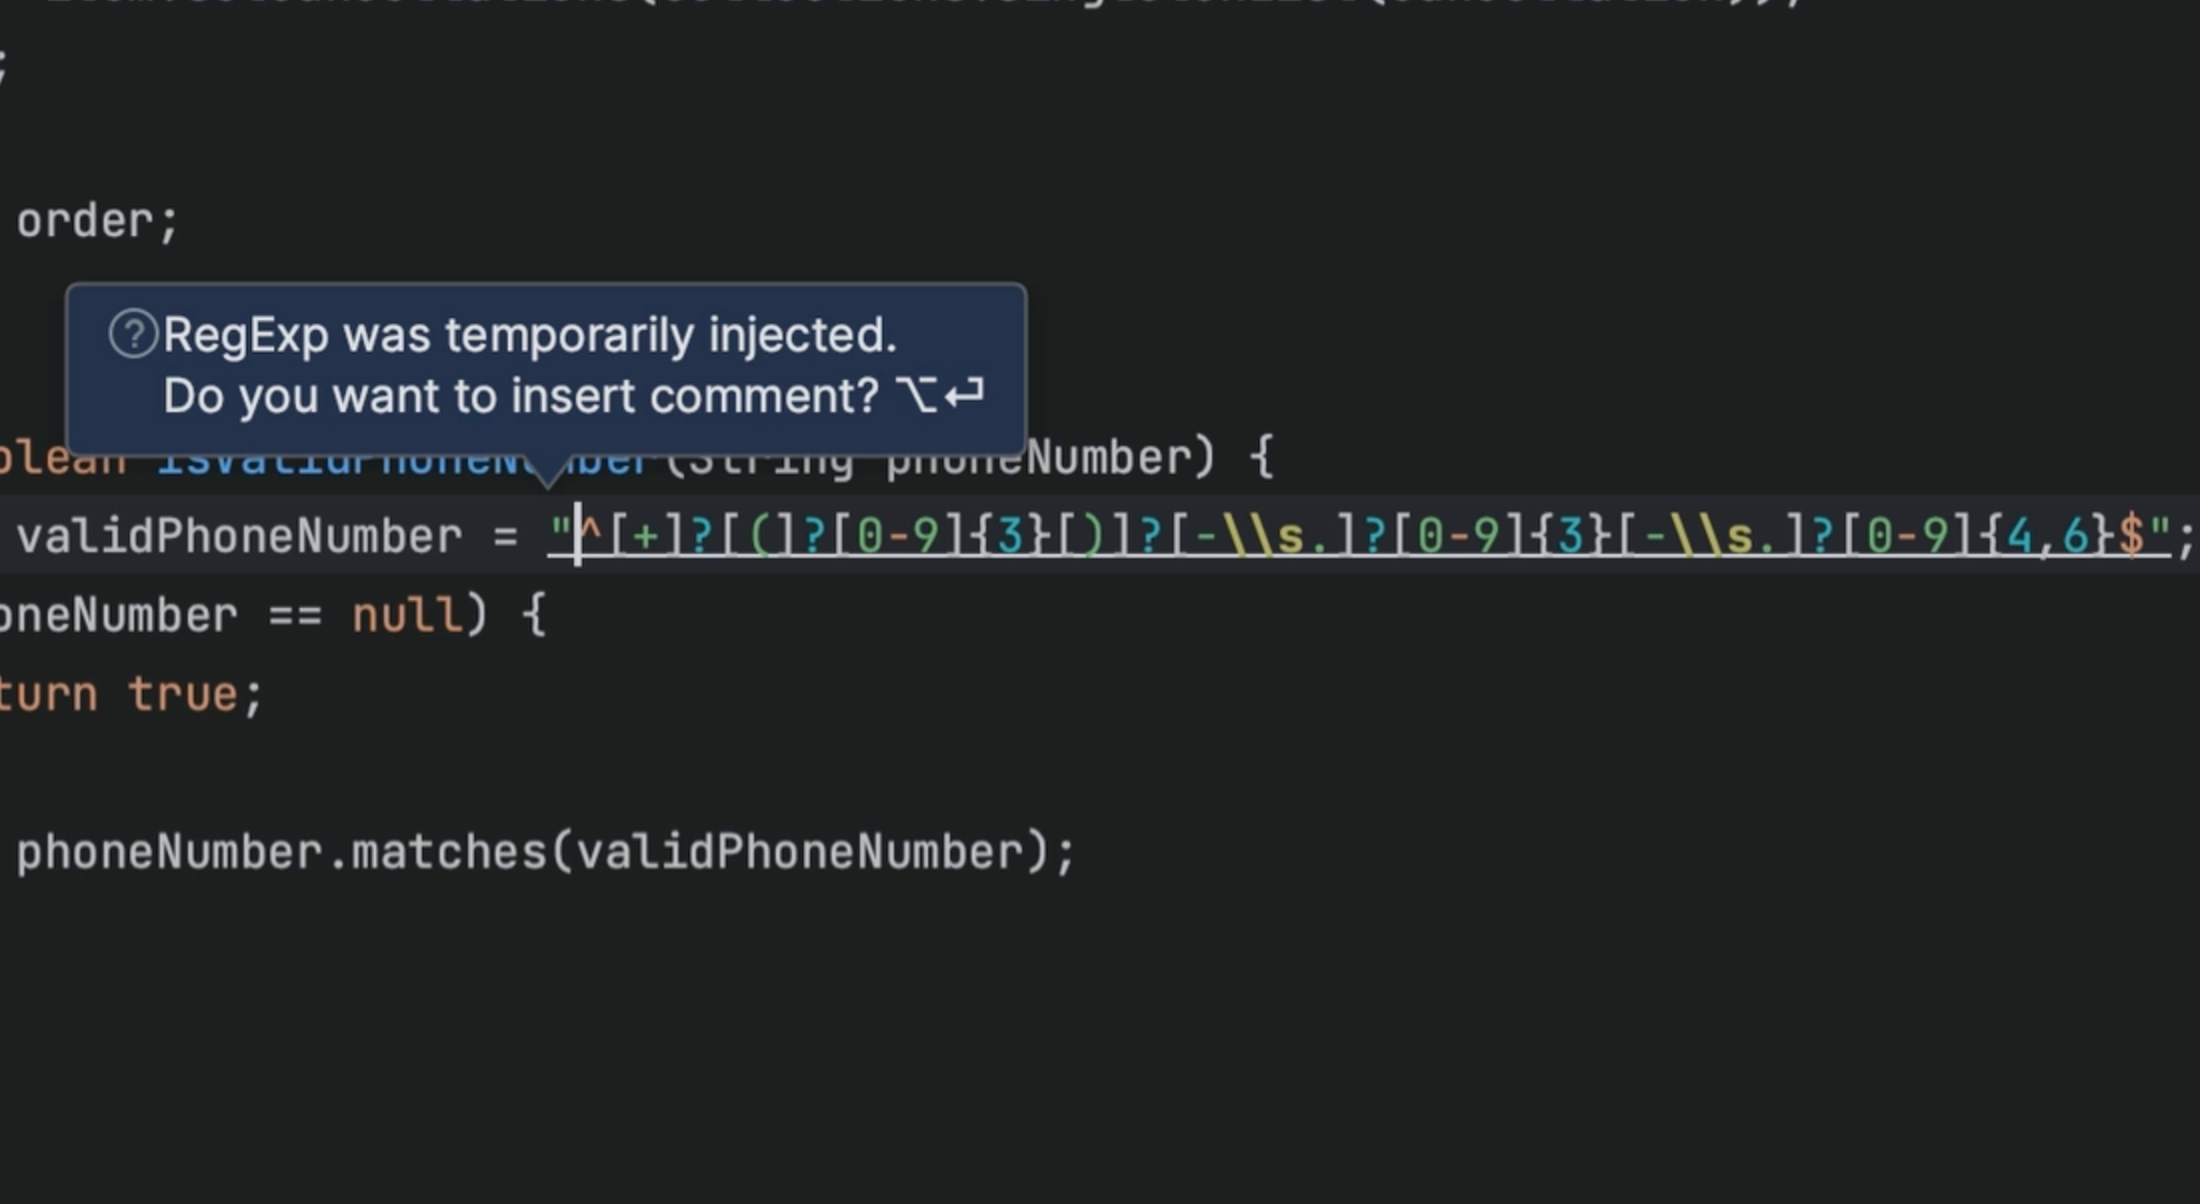 ;
order;
RegExp was temporarily injected.
Do you want to insert comment? ⌥⏎
olean isValidPhoneNumber(String phoneNumber) {
validPhoneNumber = "^[+]?[(]?[0-9]{3}[)]?[-\\s.]?[0-9]{3}[-\\s.]?[0-9]{4,6}$";
oneNumber == null) {
turn true;
phoneNumber.matches(validPhoneNumber);